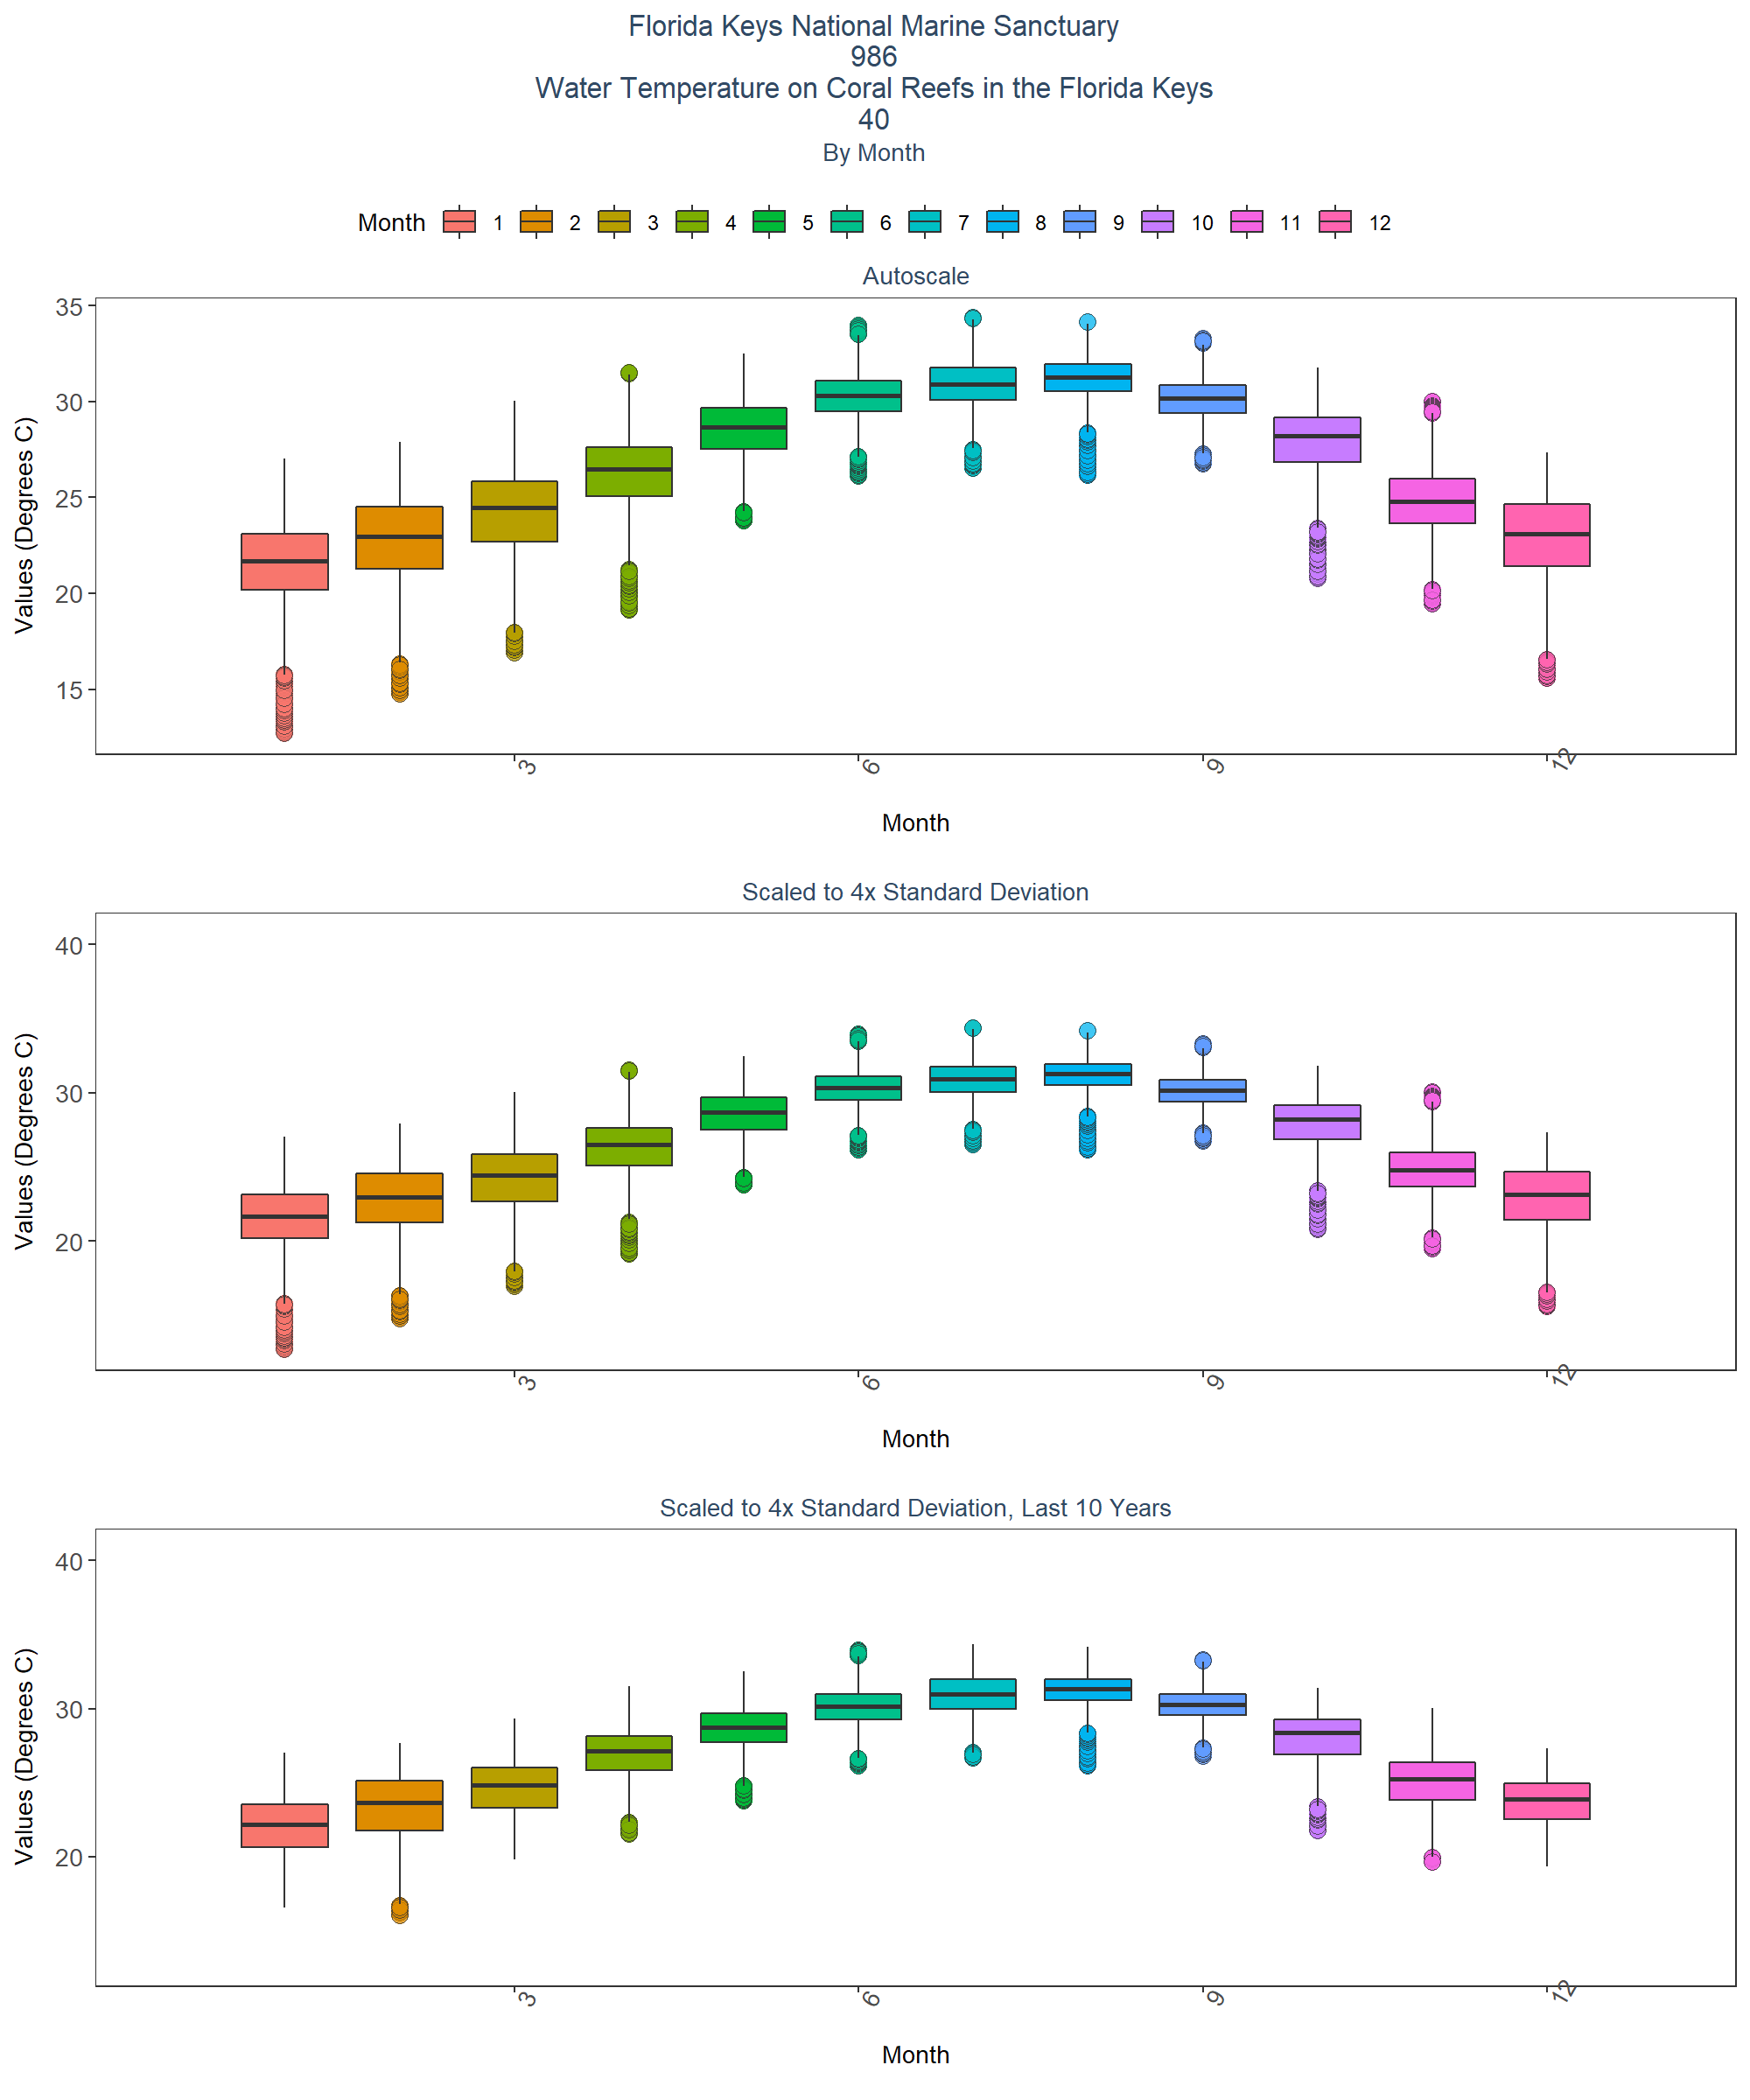 Florida Keys National Marine Sanctuary
986
Water Temperature on Coral Reefs in the Florida Keys
40
By Month
Month 1 2 3 4 5 6 7 8 9 10 11 12
Autoscale
35
30
25
20
15
Values (Degrees C)
3 6 9 12
Month
Scaled to 4x Standard Deviation
40
30
20
Values (Degrees C)
3 6 9 12
Month
Scaled to 4x Standard Deviation, Last 10 Years
40
30
20
Values (Degrees C)
3 6 9 12
Month